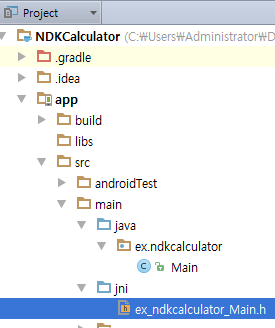 Project
NDKCalculator (C:₩Users₩Administrator₩D
.gradle
.idea
app
build
libs
src
androidTest
main
java
ex.ndkcalculator
Main
jni
ex_ndkcalculator_Main.h